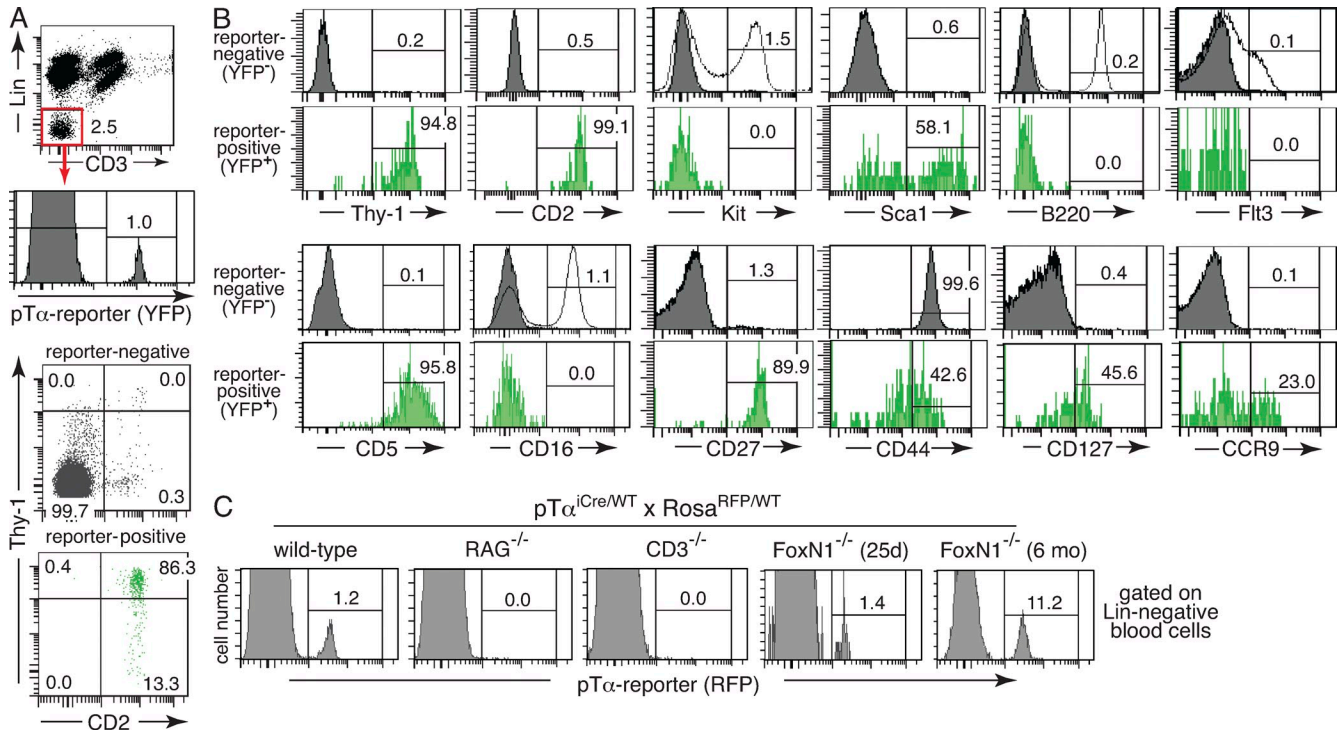 A
Lin
2.5
CD3
1.0
pTα-reporter (YFP)
reporter-negative
0.0
0.0
99.7
0.3
reporter-positive
0.4
86.3
0.0
13.3
Thy-1
CD2
B
reporter-
negative
(YFP-)
0.2
0.5
1.5
0.6
0.2
0.1
reporter-
positive
(YFP+)
94.8
99.1
0.0
58.1
0.0
0.0
Thy-1
CD2
Kit
Sca1
B220
Flt3
reporter-
negative
(YFP-)
0.1
1.1
1.3
99.6
0.4
0.1
reporter-
positive
(YFP+)
95.8
0.0
89.9
42.6
45.6
23.0
CD5
CD16
CD27
CD44
CD127
CCR9
C
pTα^iCre/WT x Rosa^RFP/WT
wild-type
RAG-/-
CD3-/-
FoxN1-/- (25d)
FoxN1-/- (6 mo)
cell number
1.2
0.0
0.0
1.4
11.2
gated on
Lin-negative
blood cells
pTα-reporter (RFP)